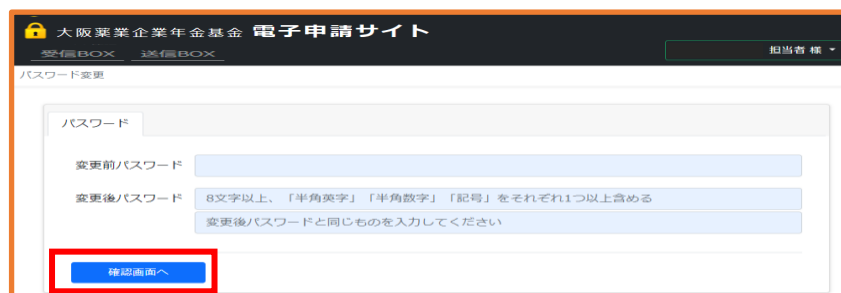 大阪薬業企業年金基金 電子申請サイト
受信BOX 送信BOX
担当者 様
パスワード変更
パスワード
変更前パスワード
変更後パスワード 8文字以上、「半角英字」「半角数字」「記号」をそれぞれ1つ以上含める
変更後パスワードと同じものを入力してください
確認画面へ